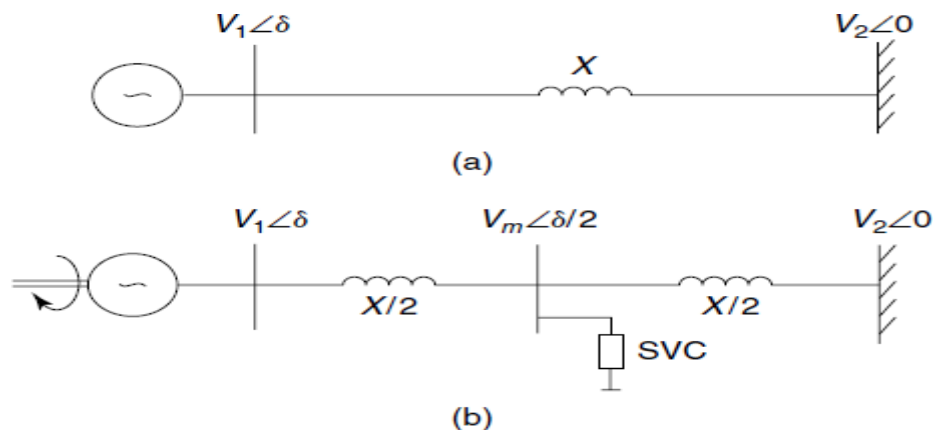 V₁∠δ V₂∠0
X
(a)
V₁∠δ Vₘ∠δ/2 V₂∠0
X/2 X/2
SVC
(b)